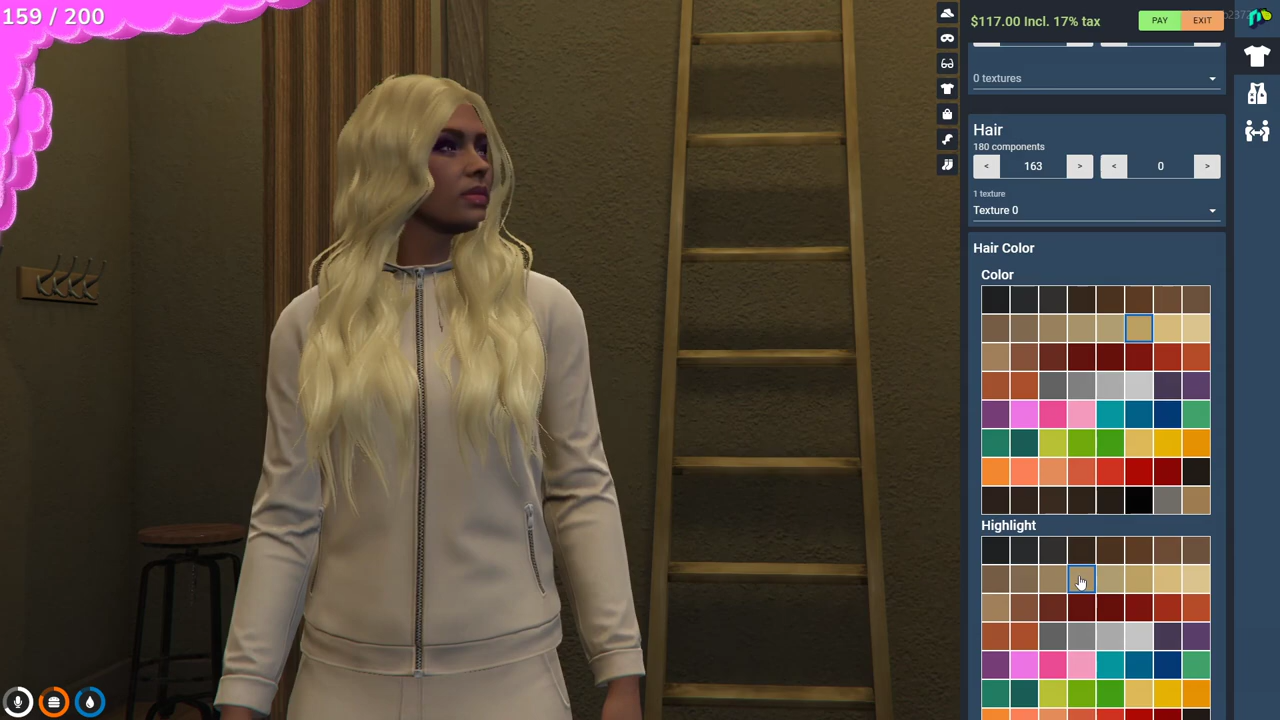 159 / 200
$117.00 Incl. 17% tax
PAY
EXIT
0 textures
Hair
180 components
<
163
>
<
0
>
1 texture
Texture 0
Hair Color
Color
Highlight